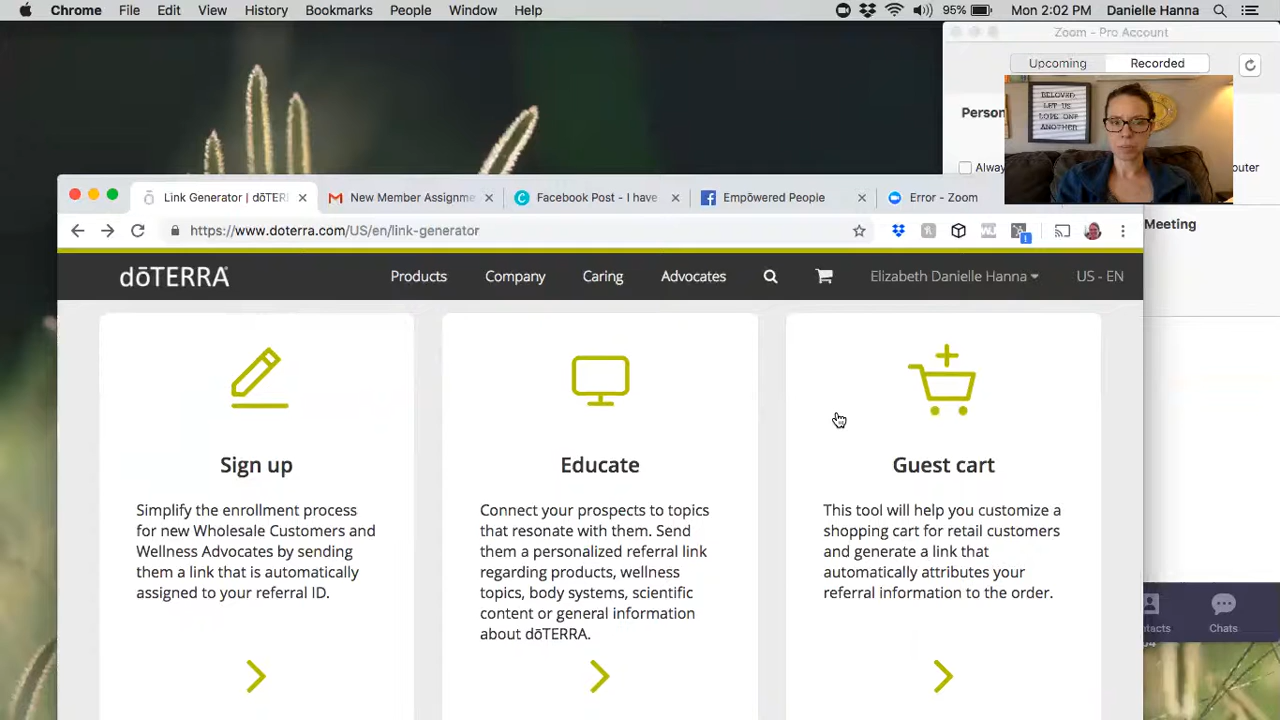 Chrome File Edit View History Bookmarks People Window Help 95% Mon 2:02 PM Danielle Hanna
Zoom - Pro Account
Upcoming Recorded
BELOVED
LET US
LOVE ONE
ANOTHER
Link Generator | dōTER New Member Assignme Facebook Post - I have Empōwered People Error - Zoom
Meeting
https://www.doterra.com/US/en/link-generator
dōTERRA Products Company Caring Advocates Elizabeth Danielle Hanna US - EN
Sign up
Simplify the enrollment process
for new Wholesale Customers and
Wellness Advocates by sending
them a link that is automatically
assigned to your referral ID.
Educate
Connect your prospects to topics
that resonate with them. Send
them a personalized referral link
regarding products, wellness
topics, body systems, scientific
content or general information
about dōTERRA.
Guest cart
This tool will help you customize a
shopping cart for retail customers
and generate a link that
automatically attributes your
referral information to the order.
ntacts Chats